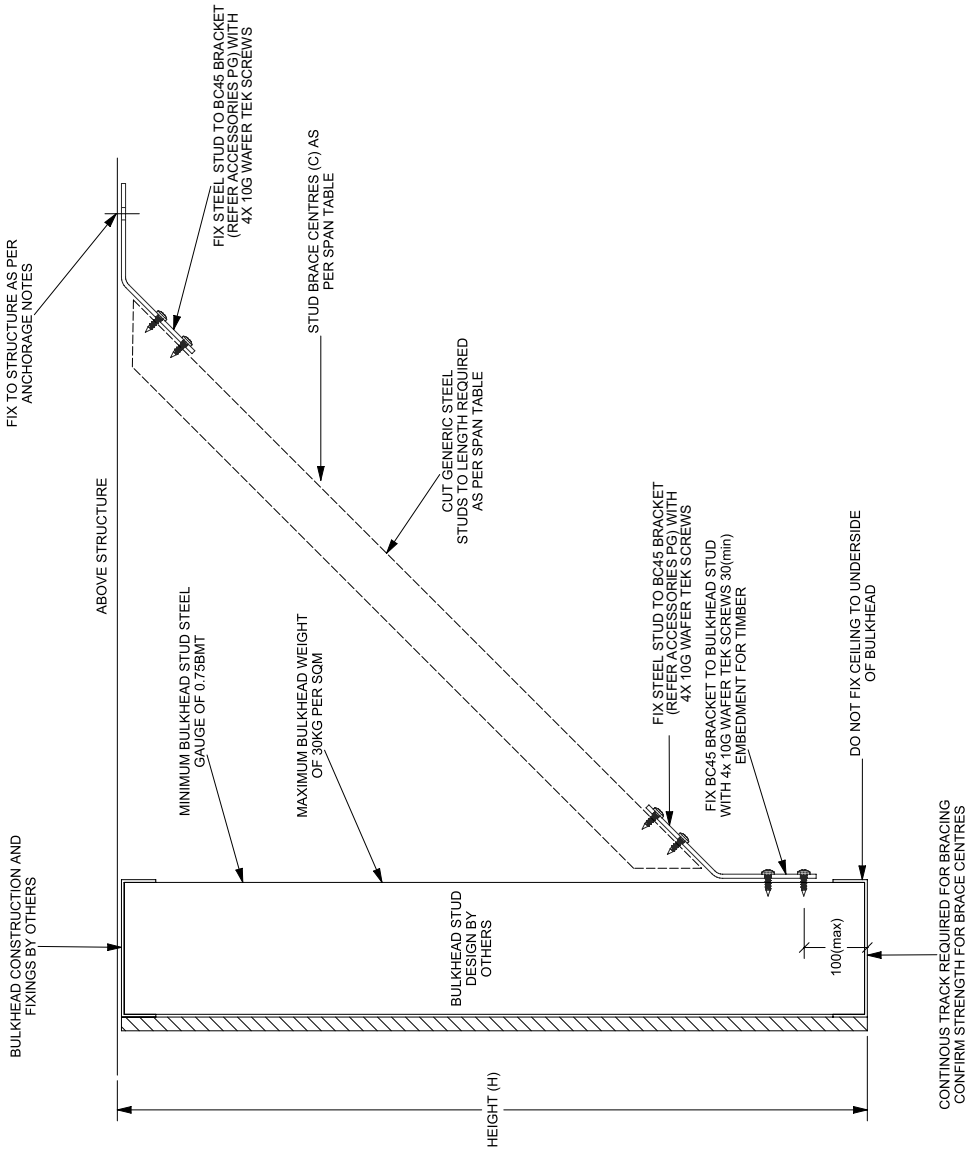 BULKHEAD CONSTRUCTION AND
FIXINGS BY OTHERS
ABOVE STRUCTURE
FIX TO STRUCTURE AS PER
ANCHORAGE NOTES
MINIMUM BULKHEAD STUD STEEL
GAUGE OF 0.75BMT
MAXIMUM BULKHEAD WEIGHT
OF 30KG PER SQM
CUT GENERIC STEEL
STUDS TO LENGTH REQUIRED
AS PER SPAN TABLE
STUD BRACE CENTRES (C) AS
PER SPAN TABLE
FIX STEEL STUD TO BC45 BRACKET
(REFER ACCESSORIES PG) WITH
4X 10G WAFER TEK SCREWS
HEIGHT (H)
BULKHEAD STUD
DESIGN BY
OTHERS
FIX STEEL STUD TO BC45 BRACKET
(REFER ACCESSORIES PG) WITH
4X 10G WAFER TEK SCREWS
FIX BC45 BRACKET TO BULKHEAD STUD
WITH 4x 10G WAFER TEK SCREWS 30(min)
EMBEDMENT FOR TIMBER
100(max)
DO NOT FIX CEILING TO UNDERSIDE
OF BULKHEAD
CONTINOUS TRACK REQUIRED FOR BRACING
CONFIRM STRENGTH FOR BRACE CENTRES